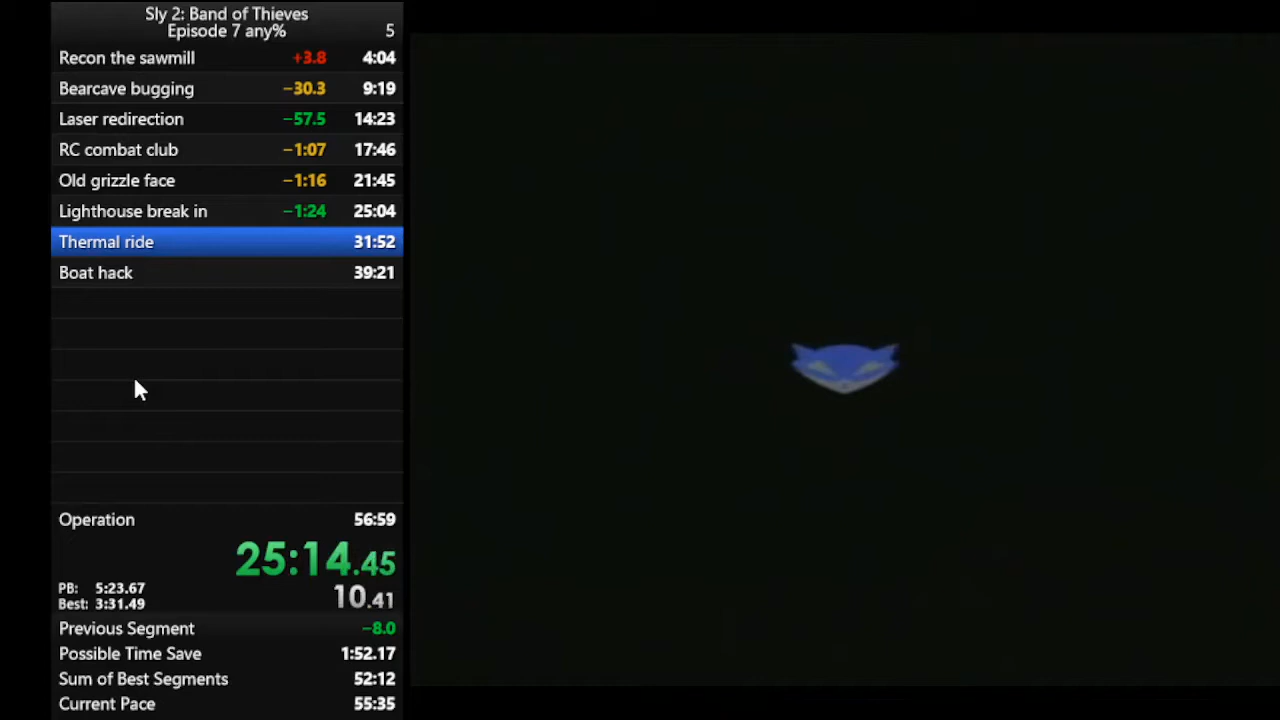 Sly 2: Band of Thieves
Episode 7 any% 5
Recon the sawmill +3.8 4:04
Bearcave bugging −30.3 9:19
Laser redirection −57.5 14:23
RC combat club −1:07 17:46
Old grizzle face −1:16 21:45
Lighthouse break in −1:24 25:04
Thermal ride 31:52
Boat hack 39:21
Operation 56:59
25:14.45
PB: 5:23.67
Best: 3:31.49 10.41
Previous Segment −8.0
Possible Time Save 1:52.17
Sum of Best Segments 52:12
Current Pace 55:35